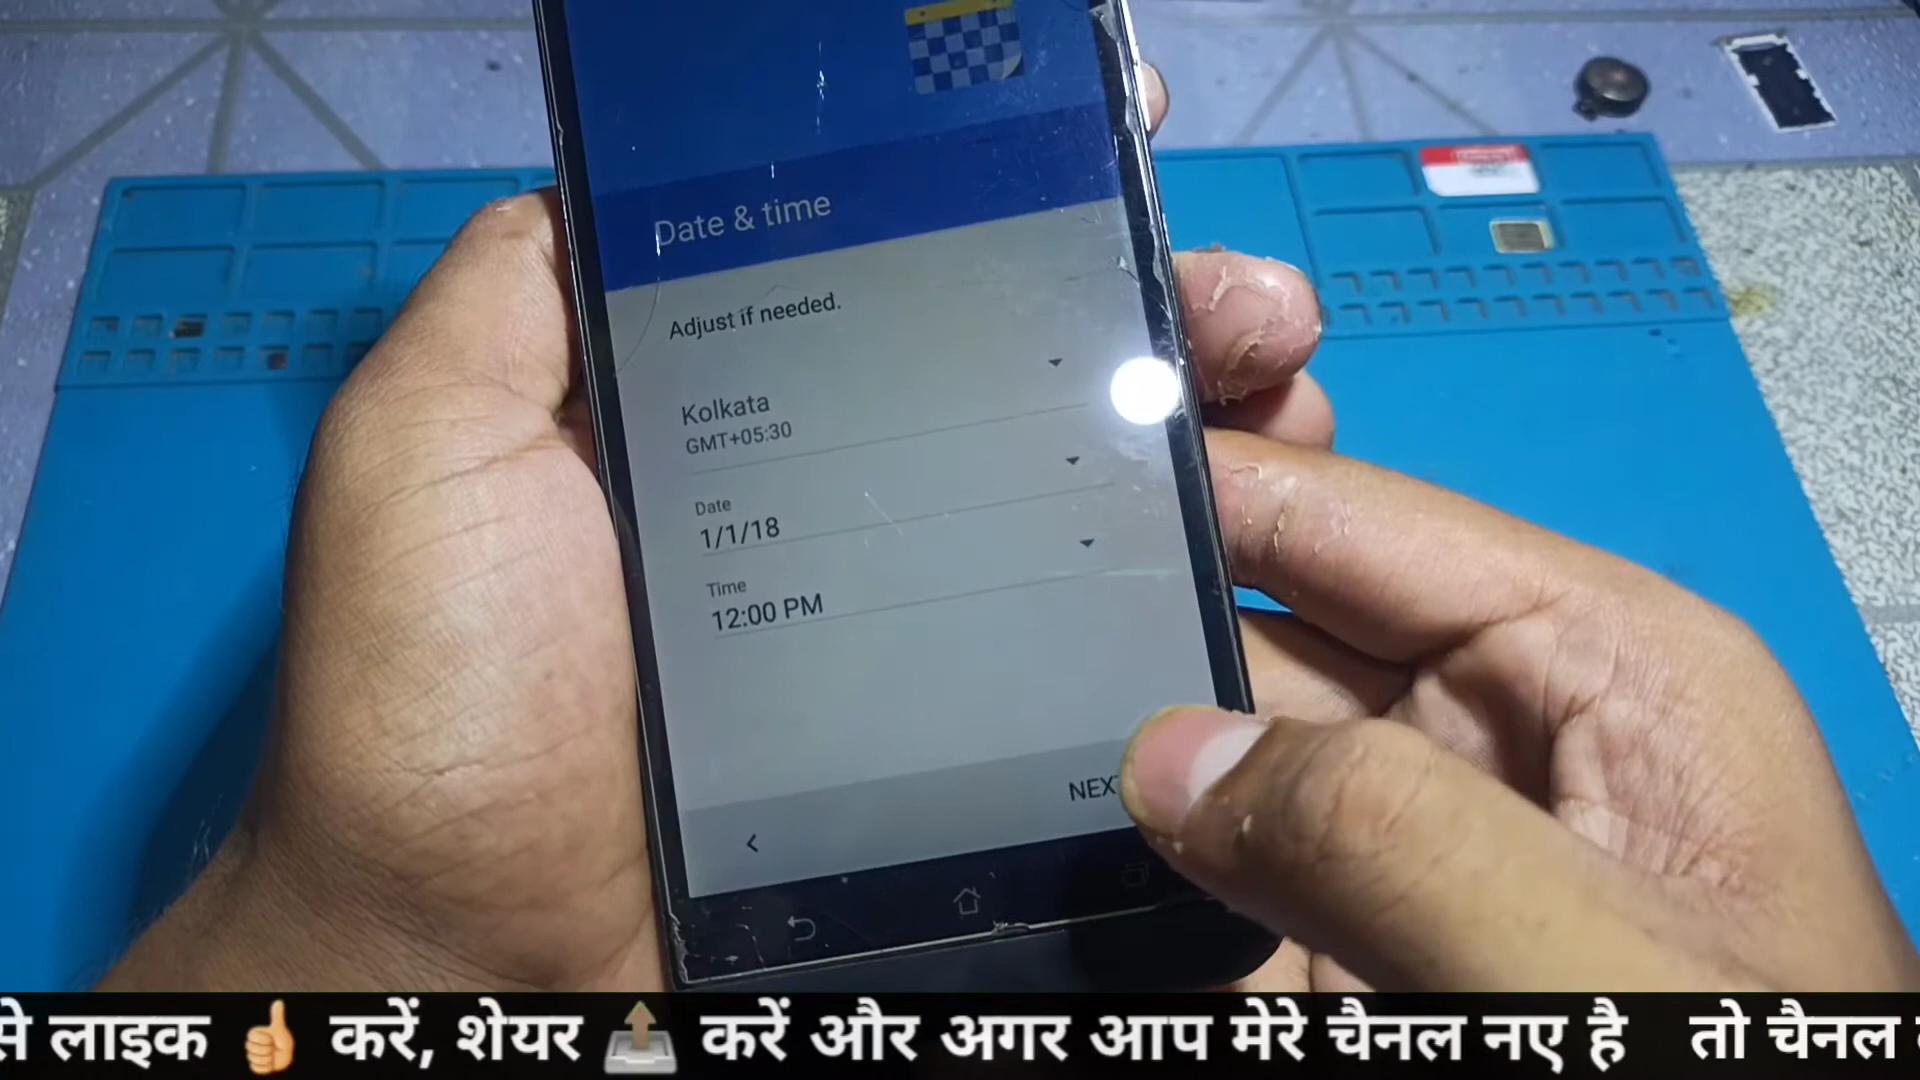 Date & time
Adjust if needed.
Kolkata
GMT+05:30
Date
1/1/18
Time
12:00 PM
NEXT
से लाइक 👍 करें, शेयर 📤 करें और अगर आप मेरे चैनल नए है तो चैनल